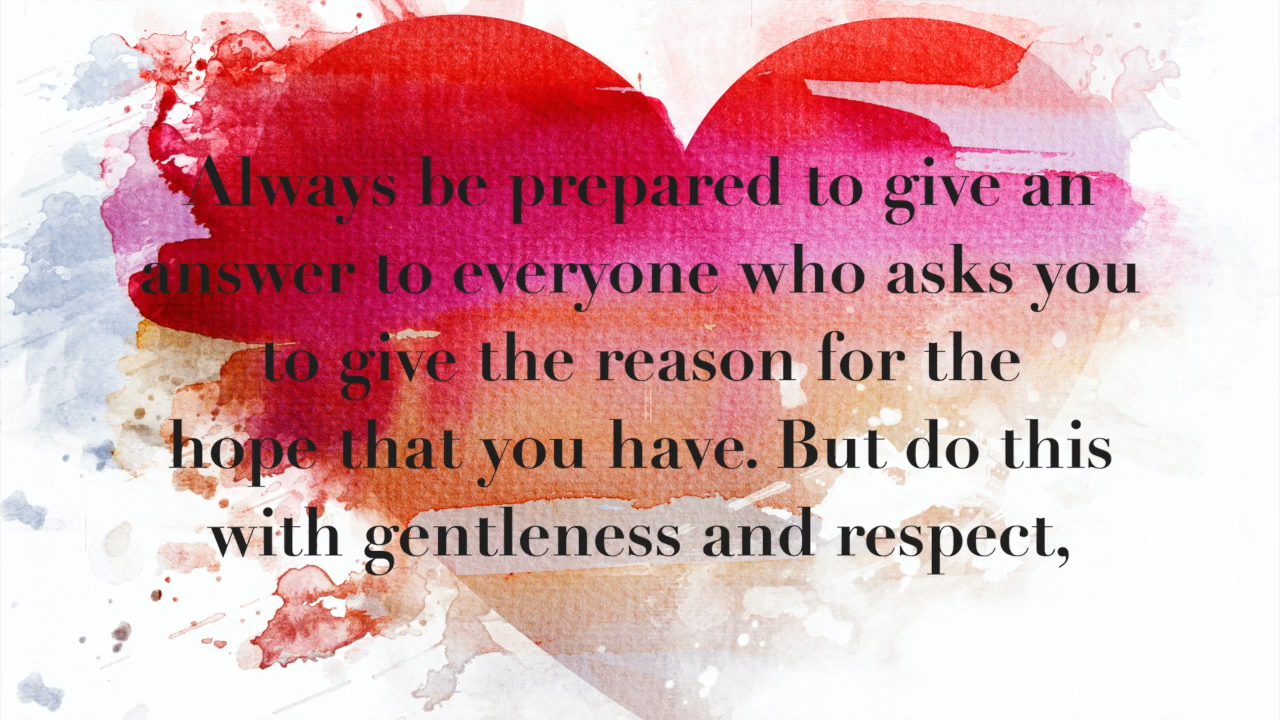 Always be prepared to give an
answer to everyone who asks you
to give the reason for the
hope that you have. But do this
with gentleness and respect,